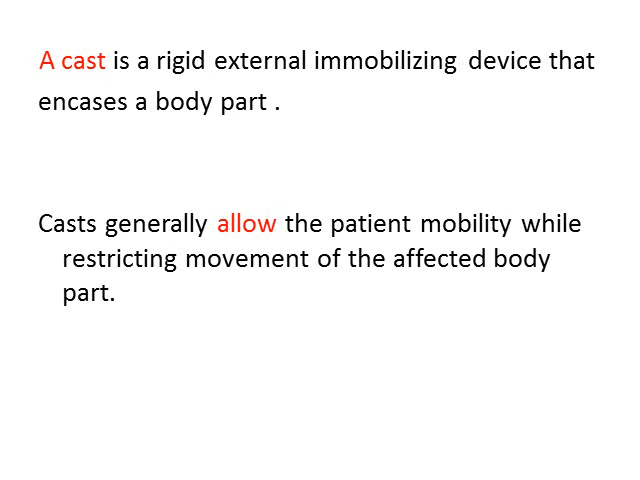 A cast is a rigid external immobilizing device that
encases a body part .
Casts generally allow the patient mobility while
restricting movement of the affected body
part.